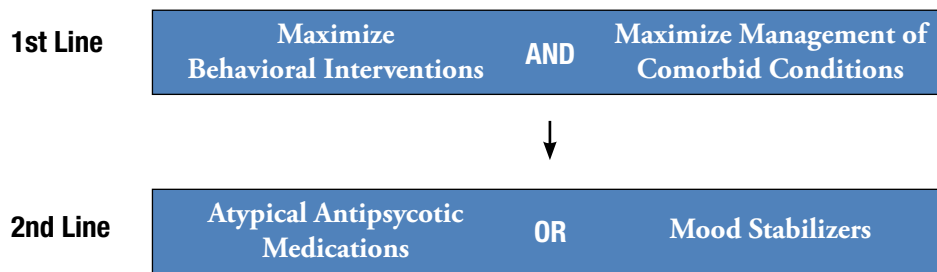 1st Line
Maximize
Behavioral Interventions
AND
Maximize Management of
Comorbid Conditions
2nd Line
Atypical Antipsycotic
Medications
OR
Mood Stabilizers